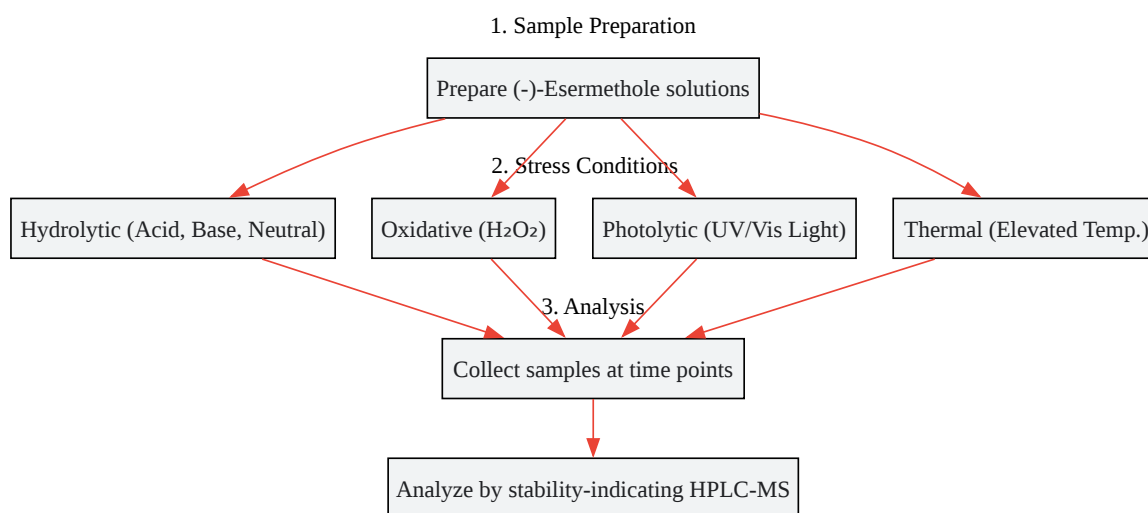 1. Sample Preparation
Prepare (-)-Esermethole solutions
2. Stress Conditions
Hydrolytic (Acid, Base, Neutral)
Oxidative (H₂O₂)
Photolytic (UV/Vis Light)
Thermal (Elevated Temp.)
3. Analysis
Collect samples at time points
Analyze by stability-indicating HPLC-MS